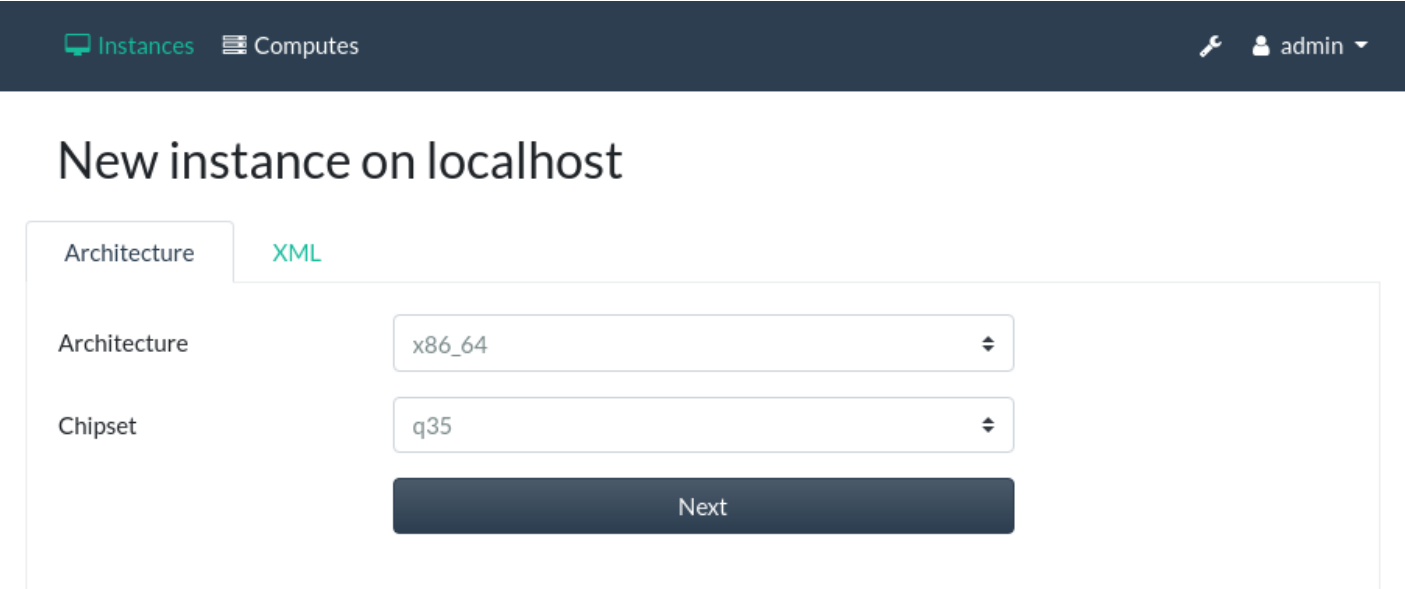 Instances Computes admin
New instance on localhost
Architecture XML
Architecture x86_64
Chipset q35
Next